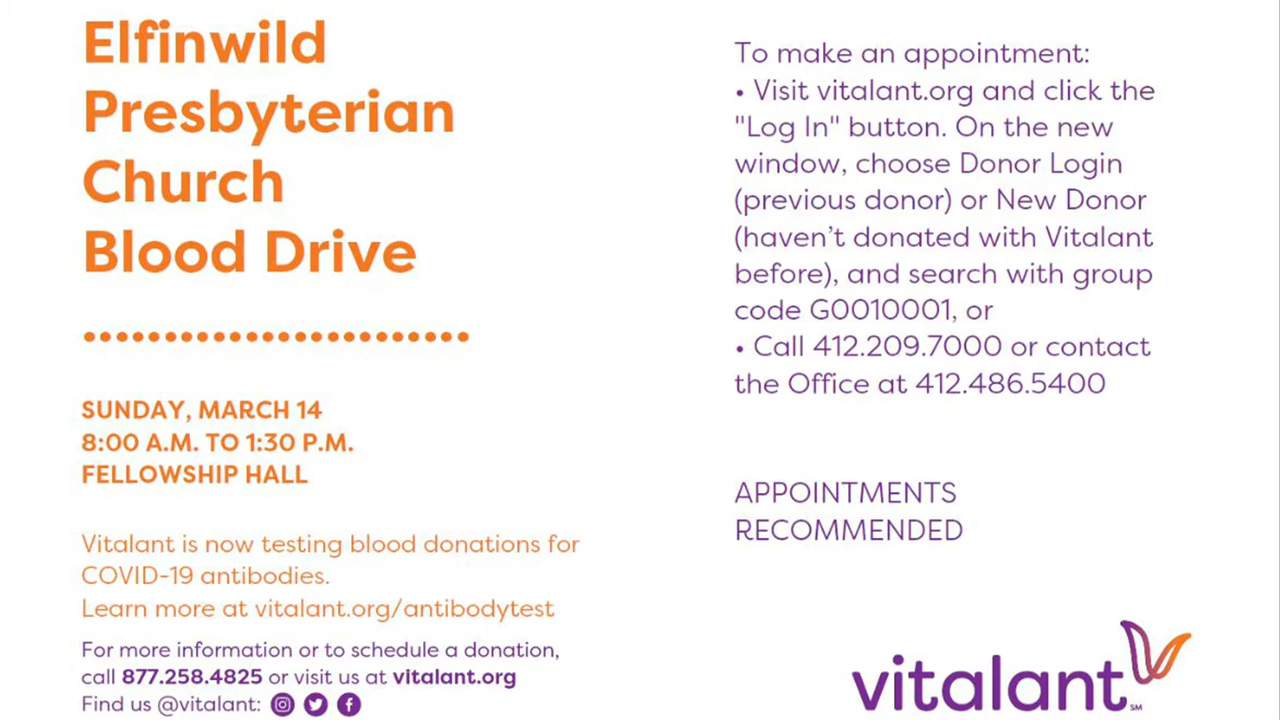 Elfinwild
Presbyterian
Church
Blood Drive
SUNDAY, MARCH 14
8:00 A.M. TO 1:30 P.M.
FELLOWSHIP HALL
Vitalant is now testing blood donations for
COVID-19 antibodies.
Learn more at vitalant.org/antibodytest
For more information or to schedule a donation,
call 877.258.4825 or visit us at vitalant.org
Find us @vitalant:
To make an appointment:
• Visit vitalant.org and click the
"Log In" button. On the new
window, choose Donor Login
(previous donor) or New Donor
(haven’t donated with Vitalant
before), and search with group
code G0010001, or
• Call 412.209.7000 or contact
the Office at 412.486.5400
APPOINTMENTS
RECOMMENDED
vitalant℠